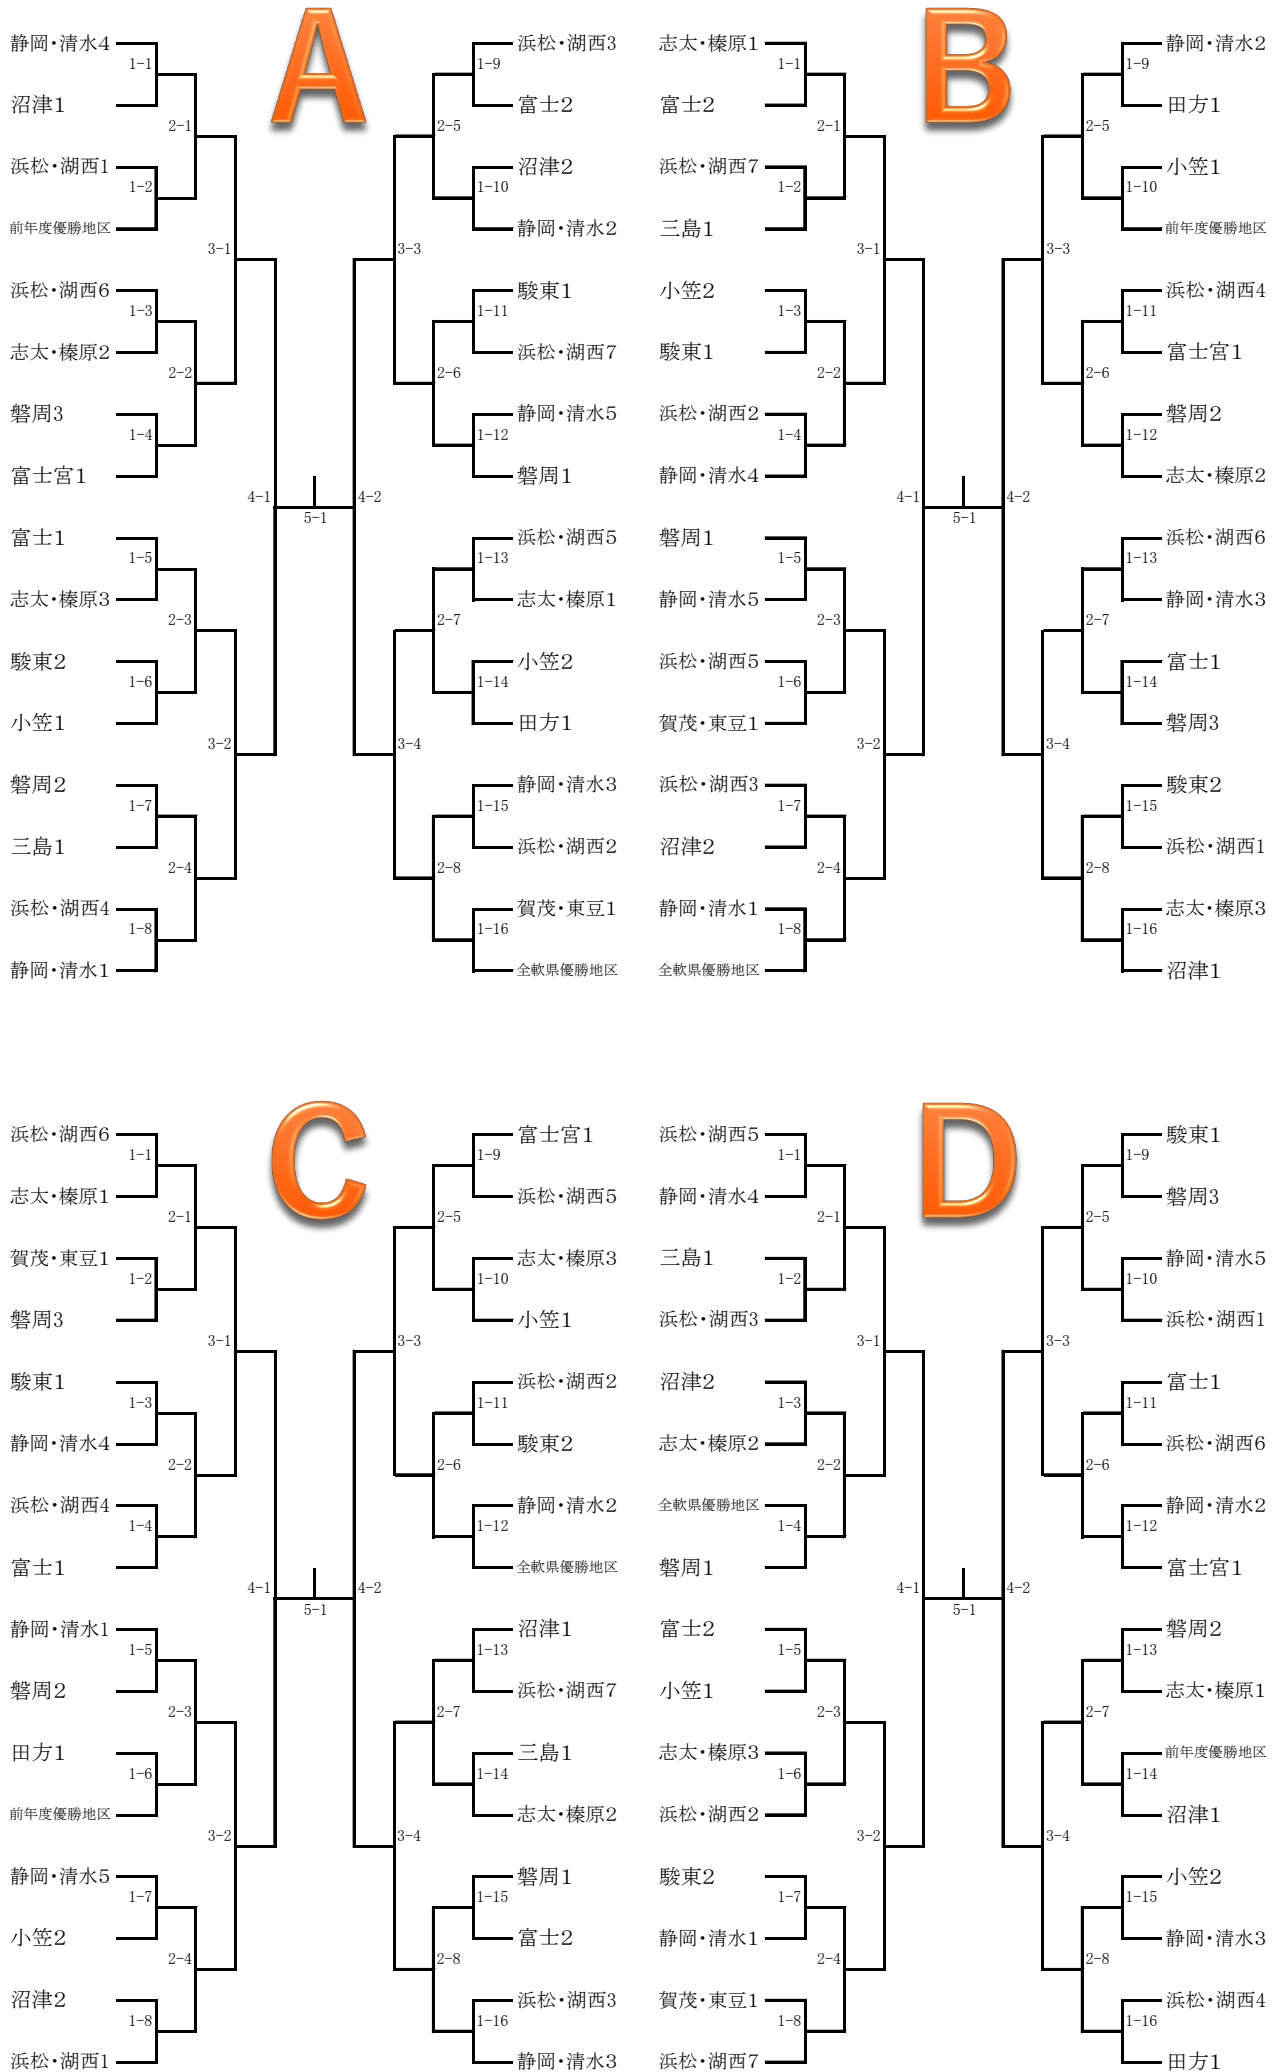 A
静岡・清水4
1-1
沼津1
2-1
浜松・湖西1
1-2
前年度優勝地区
3-1
浜松・湖西6
1-3
志太・榛原2
2-2
磐周3
1-4
富士宮1
4-1
5-1
富士1
1-5
志太・榛原3
2-3
駿東2
1-6
小笠1
3-2
磐周2
1-7
三島1
2-4
浜松・湖西4
1-8
静岡・清水1
浜松・湖西3
1-9
富士2
2-5
沼津2
1-10
静岡・清水2
3-3
駿東1
1-11
浜松・湖西7
2-6
静岡・清水5
1-12
磐周1
4-2
浜松・湖西5
1-13
志太・榛原1
2-7
小笠2
1-14
田方1
3-4
静岡・清水3
1-15
浜松・湖西2
2-8
賀茂・東豆1
1-16
全軟県優勝地区
B
志太・榛原1
1-1
富士2
2-1
浜松・湖西7
1-2
三島1
3-1
小笠2
1-3
駿東1
2-2
浜松・湖西2
1-4
静岡・清水4
4-1
5-1
磐周1
1-5
静岡・清水5
2-3
浜松・湖西5
1-6
賀茂・東豆1
3-2
浜松・湖西3
1-7
沼津2
2-4
静岡・清水1
1-8
全軟県優勝地区
静岡・清水2
1-9
田方1
2-5
小笠1
1-10
前年度優勝地区
3-3
浜松・湖西4
1-11
富士宮1
2-6
磐周2
1-12
志太・榛原2
4-2
浜松・湖西6
1-13
静岡・清水3
2-7
富士1
1-14
磐周3
3-4
駿東2
1-15
浜松・湖西1
2-8
志太・榛原3
1-16
沼津1
C
浜松・湖西6
1-1
志太・榛原1
2-1
賀茂・東豆1
1-2
磐周3
3-1
駿東1
1-3
静岡・清水4
2-2
浜松・湖西4
1-4
富士1
4-1
5-1
静岡・清水1
1-5
磐周2
2-3
田方1
1-6
前年度優勝地区
3-2
静岡・清水5
1-7
小笠2
2-4
沼津2
1-8
浜松・湖西1
富士宮1
1-9
浜松・湖西5
2-5
志太・榛原3
1-10
小笠1
3-3
浜松・湖西2
1-11
駿東2
2-6
静岡・清水2
1-12
全軟県優勝地区
4-2
沼津1
1-13
浜松・湖西7
2-7
三島1
1-14
志太・榛原2
3-4
磐周1
1-15
富士2
2-8
浜松・湖西3
1-16
静岡・清水3
D
浜松・湖西5
1-1
静岡・清水4
2-1
三島1
1-2
浜松・湖西3
3-1
沼津2
1-3
志太・榛原2
2-2
全軟県優勝地区
1-4
磐周1
4-1
5-1
富士2
1-5
小笠1
2-3
志太・榛原3
1-6
浜松・湖西2
3-2
駿東2
1-7
静岡・清水1
2-4
賀茂・東豆1
1-8
浜松・湖西7
駿東1
1-9
磐周3
2-5
静岡・清水5
1-10
浜松・湖西1
3-3
富士1
1-11
浜松・湖西6
2-6
静岡・清水2
1-12
富士宮1
4-2
磐周2
1-13
志太・榛原1
2-7
前年度優勝地区
1-14
沼津1
3-4
小笠2
1-15
静岡・清水3
2-8
浜松・湖西4
1-16
田方1